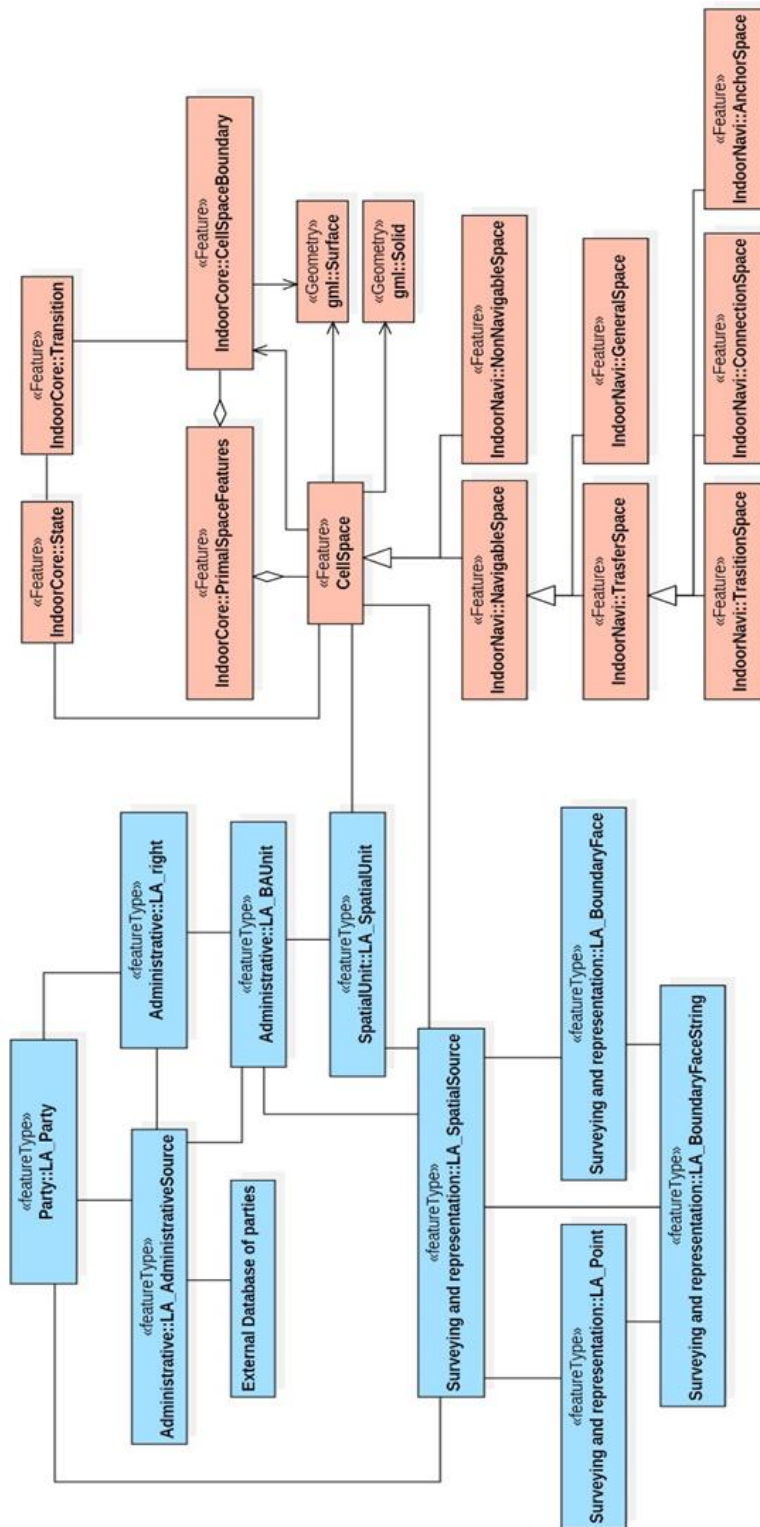 «featureType»
Party::LA_Party
«featureType»
Administrative::LA_right
«featureType»
Administrative::LA_AdministrativeSource
«featureType»
Administrative::LA_BAUnit
External Database of parties
«featureType»
SpatialUnit::LA_SpatialUnit
«featureType»
Surveying and representation::LA_SpatialSource
«featureType»
Surveying and representation::LA_Point
«featureType»
Surveying and representation::LA_BoundaryFace
«featureType»
Surveying and representation::LA_BoundaryFaceString
«Feature»
IndoorCore::State
«Feature»
IndoorCore::Transition
«Feature»
IndoorCore::PrimalSpaceFeatures
«Feature»
IndoorCore::CellSpaceBoundary
«Feature»
CellSpace
«Geometry»
gml::Surface
«Geometry»
gml::Solid
«Feature»
IndoorNavi::NavigableSpace
«Feature»
IndoorNavi::NonNavigableSpace
«Feature»
IndoorNavi::TrasferSpace
«Feature»
IndoorNavi::GeneralSpace
«Feature»
IndoorNavi::TrasitionSpace
«Feature»
IndoorNavi::ConnectionSpace
«Feature»
IndoorNavi::AnchorSpace